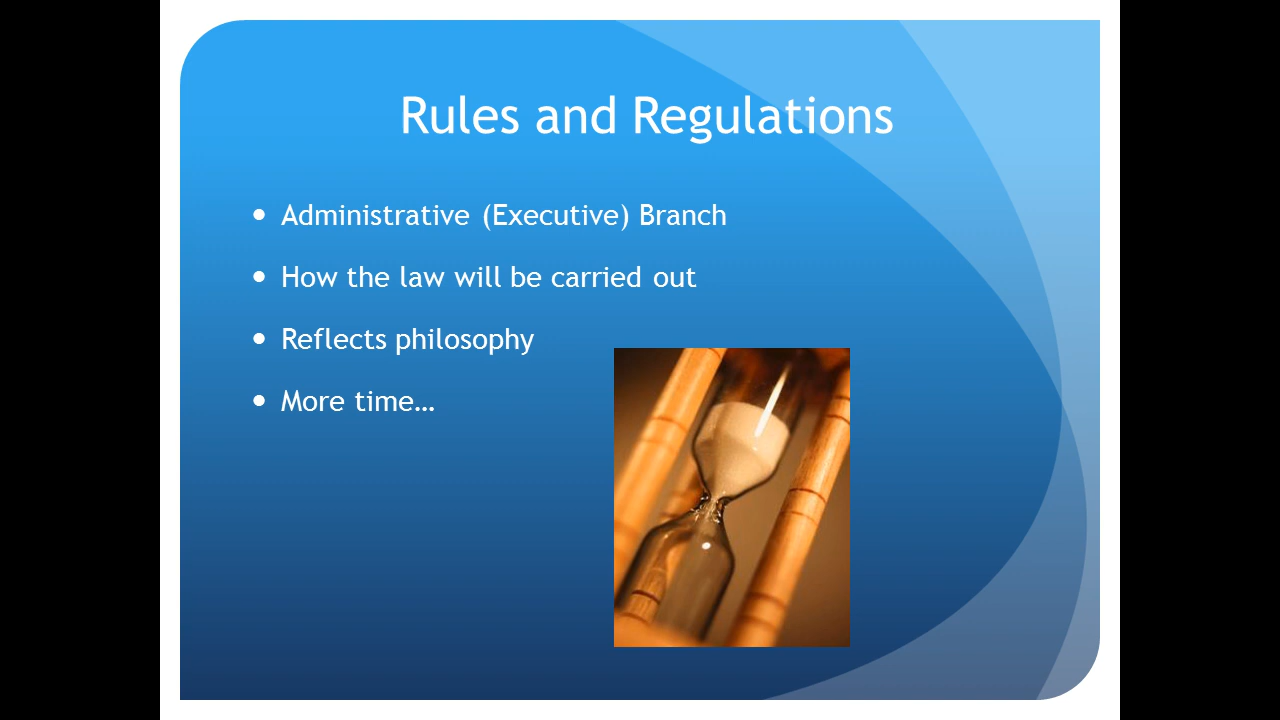 Rules and Regulations
• Administrative (Executive) Branch
• How the law will be carried out
• Reflects philosophy
• More time…